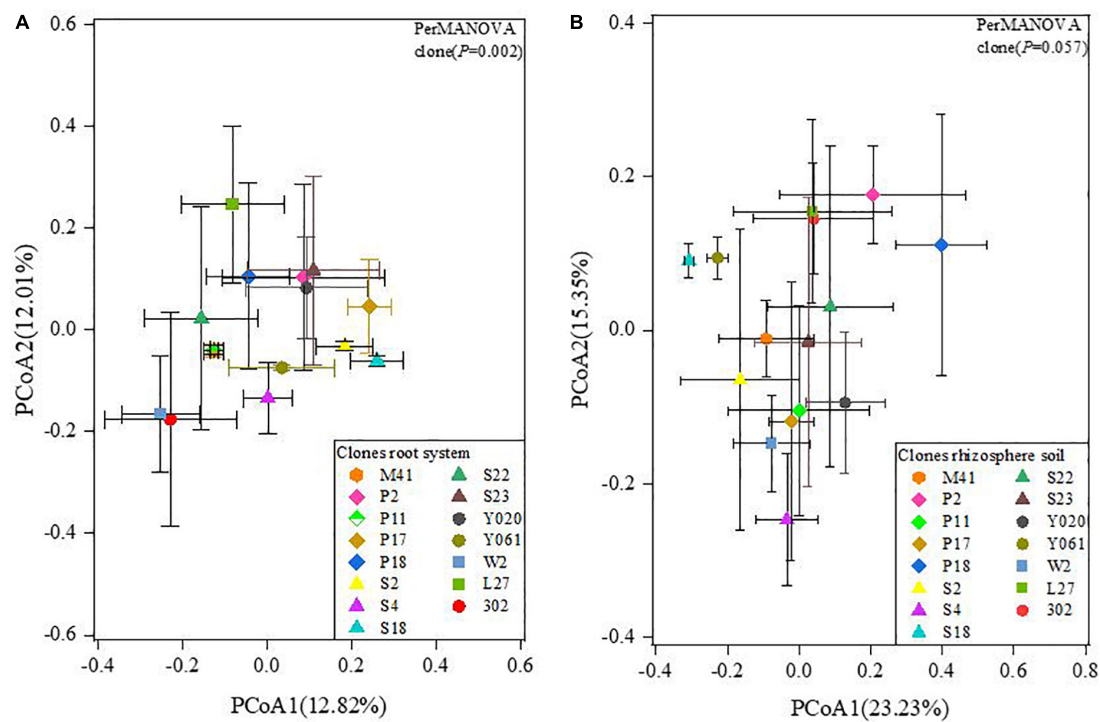 A
PerMANOVA
clone(P=0.002)
0.6
0.4
0.2
0.0
-0.2
-0.4
-0.6
PCoA2(12.01%)
-0.4
-0.2
0.0
0.2
0.4
0.6
PCoA1(12.82%)
Clones root system
M41
P2
P11
P17
P18
S2
S4
S18
S22
S23
Y020
Y061
W2
L27
302
B
PerMANOVA
clone(P=0.057)
0.4
0.2
0.0
-0.2
-0.4
PCoA2(15.35%)
-0.4
-0.2
0.0
0.2
0.4
0.6
0.8
PCoA1(23.23%)
Clones rhizosphere soil
M41
P2
P11
P17
P18
S2
S4
S18
S22
S23
Y020
Y061
W2
L27
302